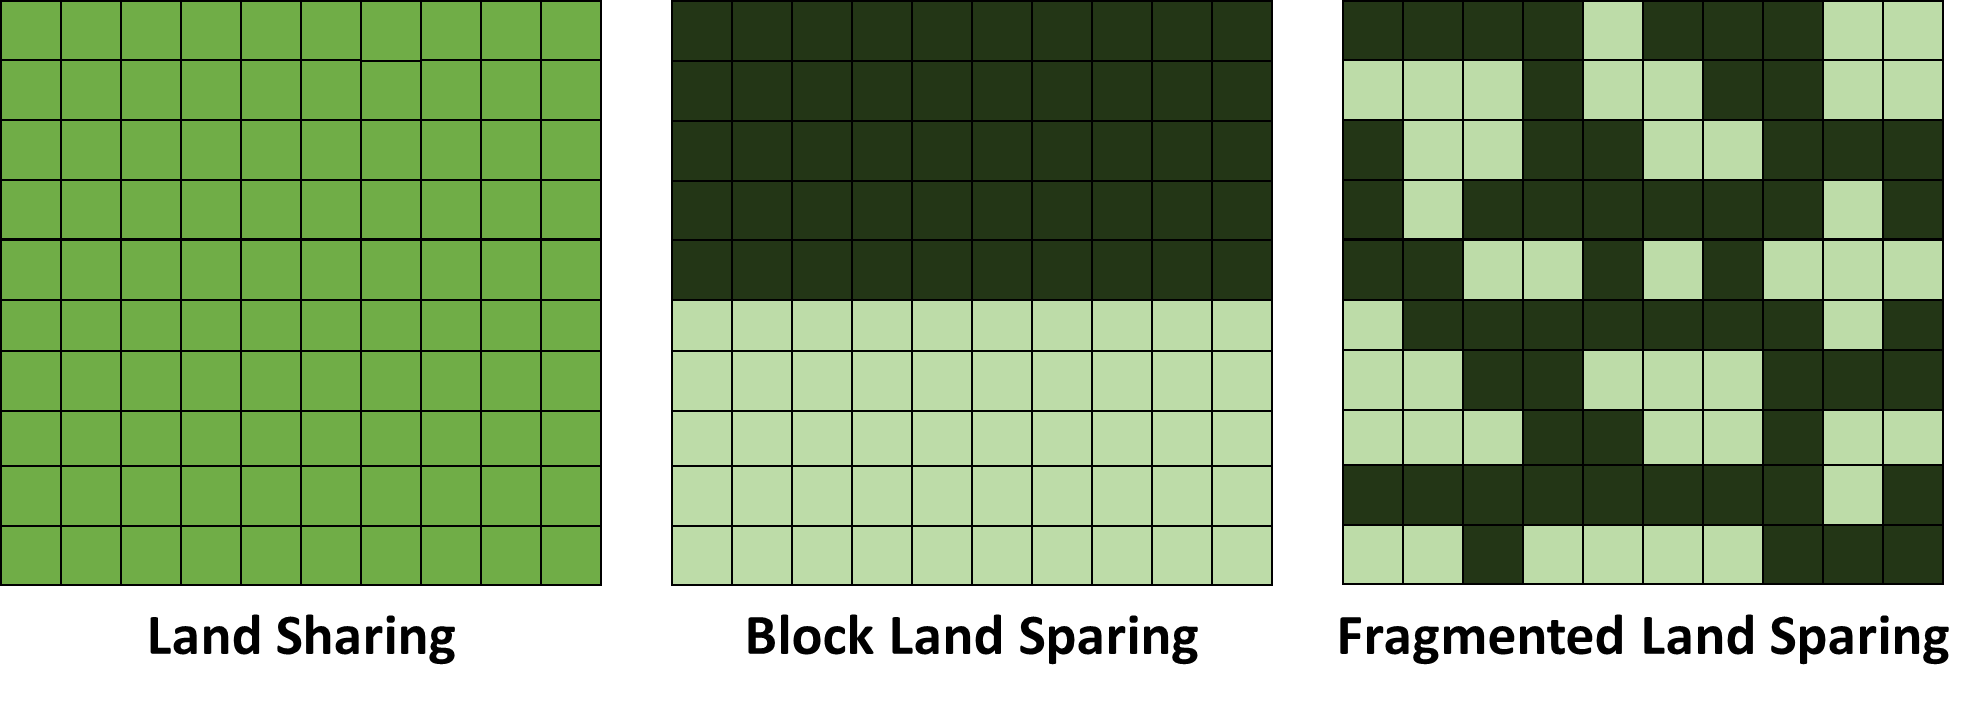 Land Sharing
Block Land Sparing
Fragmented Land Sparing